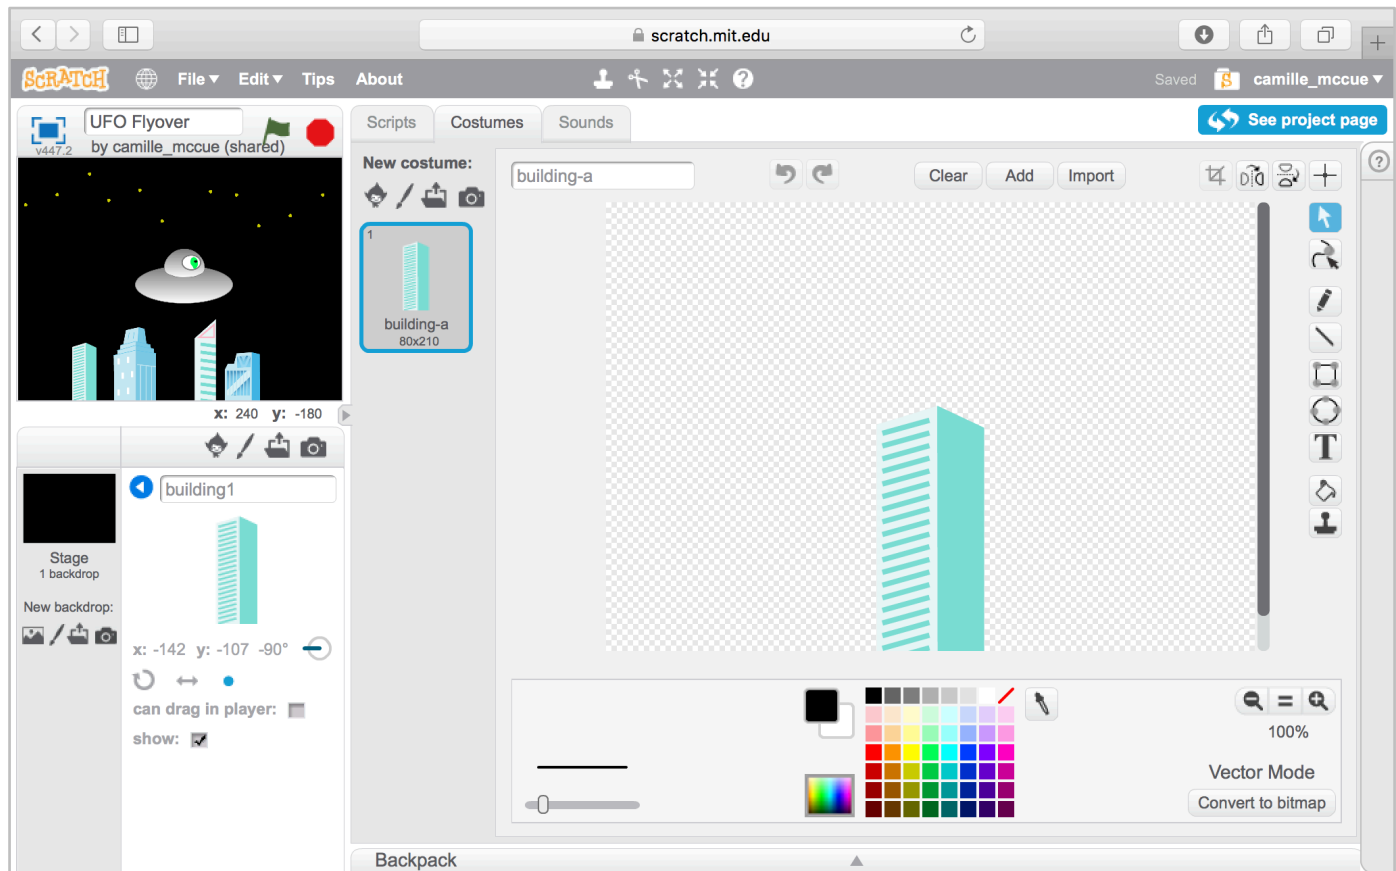 scratch.mit.edu
SCRATCH File Edit Tips About Saved S camille_mccue
UFO Flyover
by camille_mccue (shared)
v447.2
Scripts Costumes Sounds
See project page
New costume:
building-a
Clear Add Import
1
building-a
80x210
T
x: 240 y: -180
building1
Stage
1 backdrop
New backdrop:
x: -142 y: -107 -90°
can drag in player:
show:
100%
Vector Mode
Convert to bitmap
Backpack